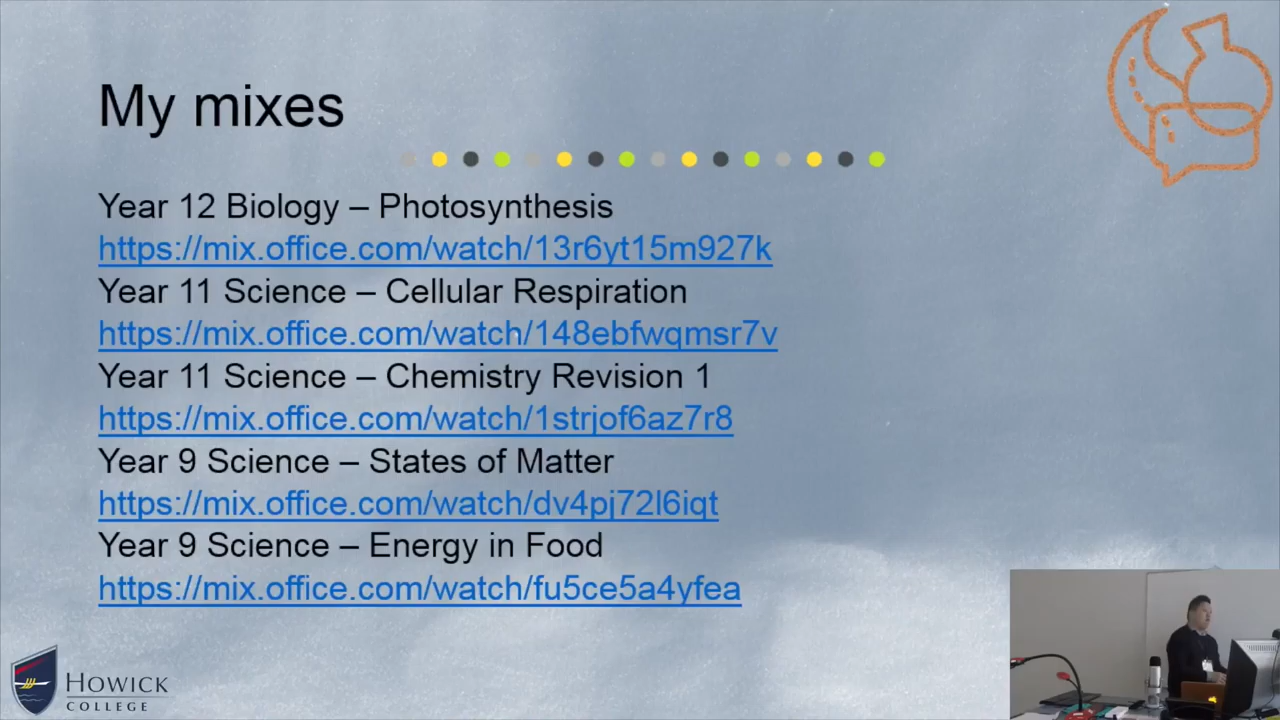 My mixes
Year 12 Biology – Photosynthesis
https://mix.office.com/watch/13r6yt15m927k
Year 11 Science – Cellular Respiration
https://mix.office.com/watch/148ebfwqmsr7v
Year 11 Science – Chemistry Revision 1
https://mix.office.com/watch/1strjof6az7r8
Year 9 Science – States of Matter
https://mix.office.com/watch/dv4pj72l6iqt
Year 9 Science – Energy in Food
https://mix.office.com/watch/fu5ce5a4yfea
HOWICK
COLLEGE